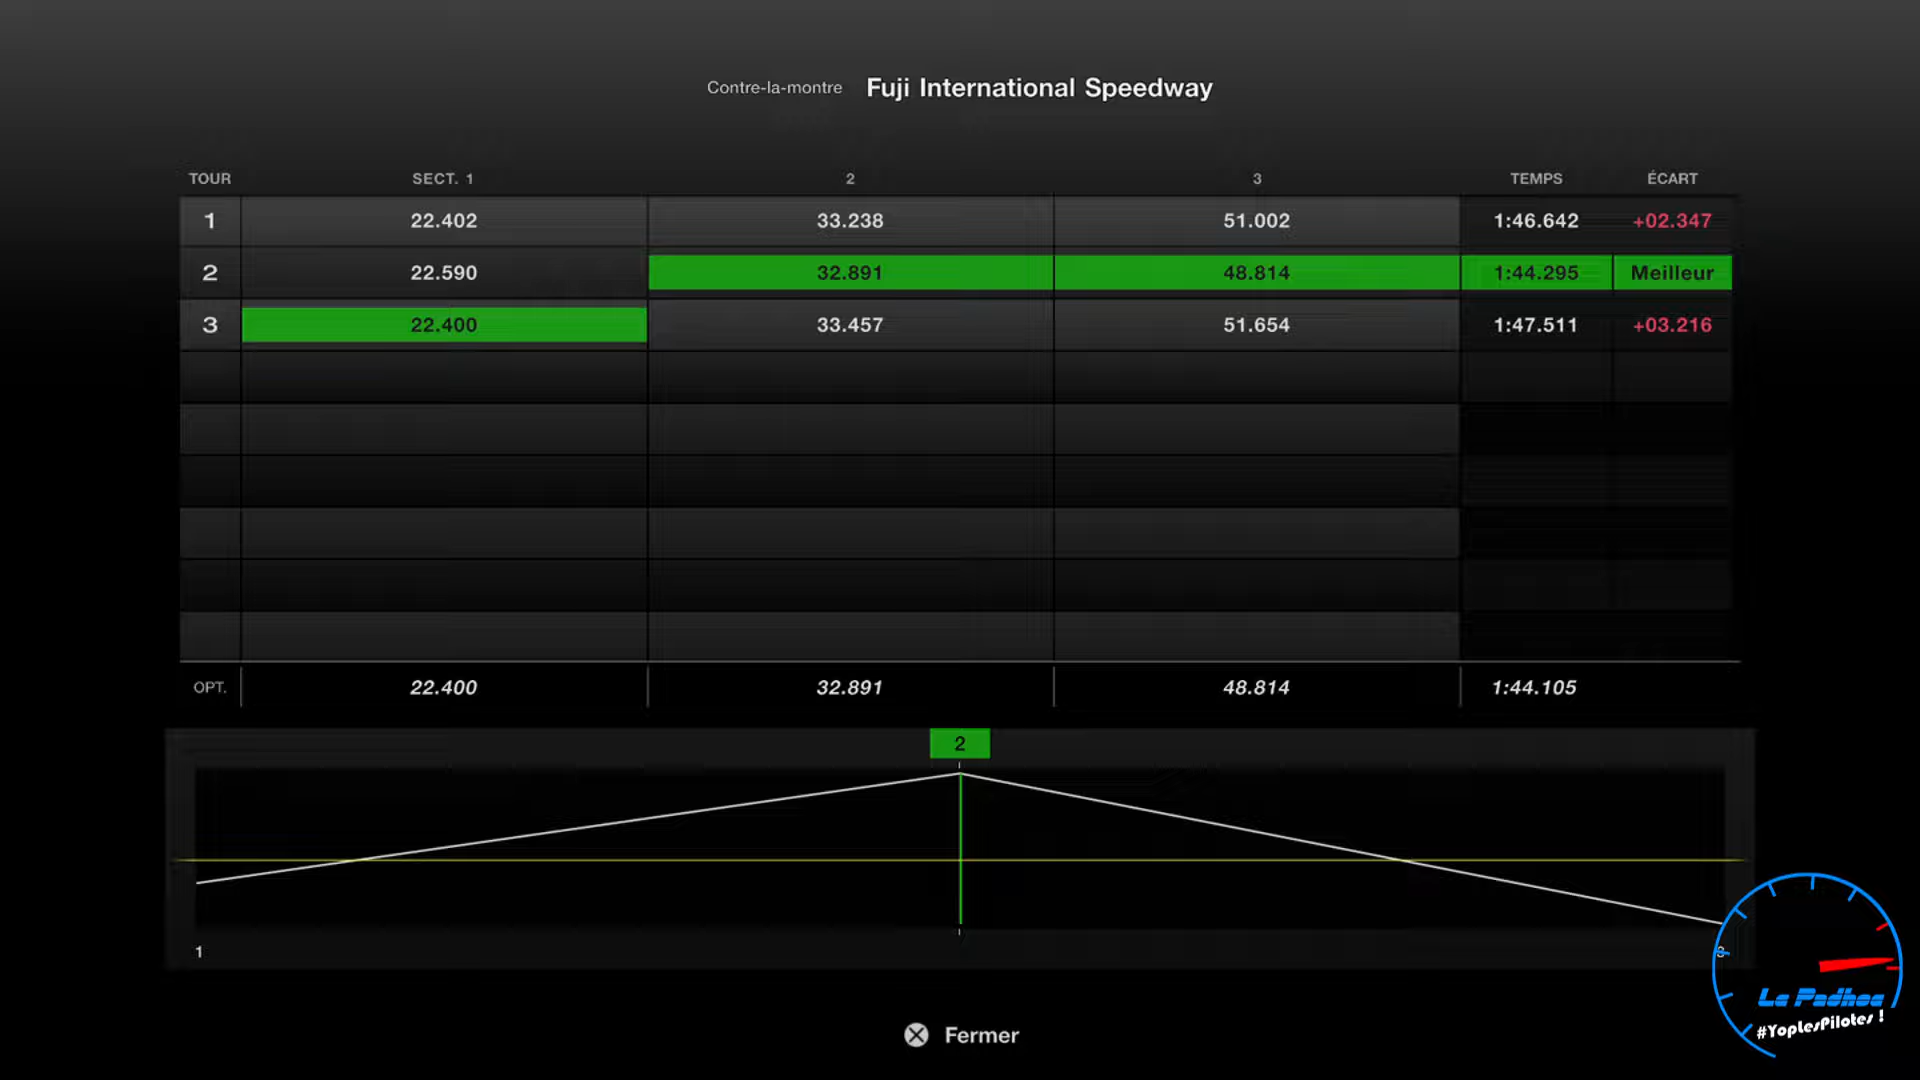 Contre-la-montre Fuji International Speedway
TOUR SECT. 1 2 3 TEMPS ÉCART
1 22.402 33.238 51.002 1:46.642 +02.347
2 22.590 32.891 48.814 1:44.295 Meilleur
3 22.400 33.457 51.654 1:47.511 +03.216
OPT. 22.400 32.891 48.814 1:44.105
2
1 3
La Padhoa
#YoplesPilotes !
Fermer